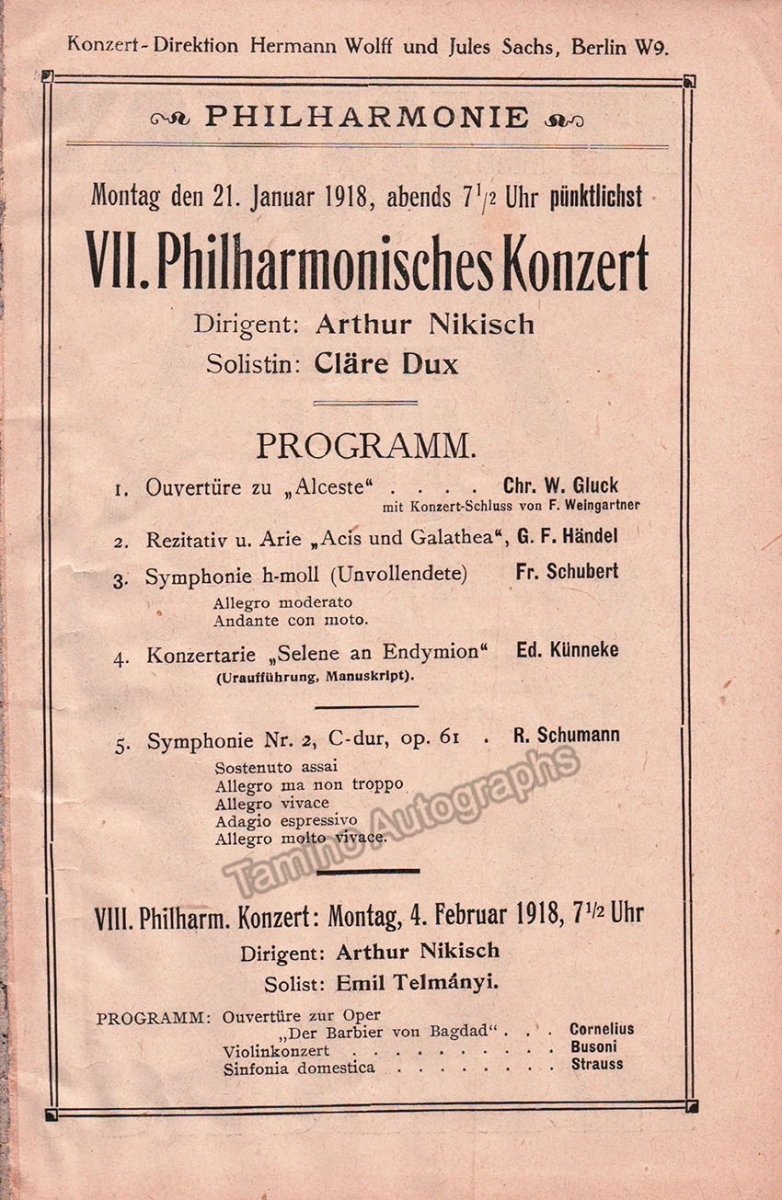 Konzert-Direktion Hermann Wolff und Jules Sachs, Berlin W9.
PHILHARMONIE
Montag den 21. Januar 1918, abends 7 1/2 Uhr pünktlichst
VII. Philharmonisches Konzert
Dirigent: Arthur Nikisch
Solistin: Cläre Dux
PROGRAMM.
1. Ouvertüre zu „Alceste“ . . . . Chr. W. Gluck
mit Konzert-Schluss von F. Weingartner
2. Rezitativ u. Arie „Acis und Galathea“, G. F. Händel
3. Symphonie h-moll (Unvollendete) Fr. Schubert
Allegro moderato
Andante con moto.
4. Konzertarie „Selene an Endymion“ Ed. Künneke
(Uraufführung, Manuskript).
5. Symphonie Nr. 2, C-dur, op. 61 . R. Schumann
Sostenuto assai
Allegro ma non troppo
Allegro vivace
Adagio espressivo
Allegro molto vivace.
Tamino Autographs
VIII. Philharm. Konzert: Montag, 4. Februar 1918, 7 1/2 Uhr
Dirigent: Arthur Nikisch
Solist: Emil Telmányi.
PROGRAMM: Ouvertüre zur Oper
„Der Barbier von Bagdad“ . . . Cornelius
Violinkonzert . . . . . . . . . . Busoni
Sinfonia domestica . . . . . . . . Strauss